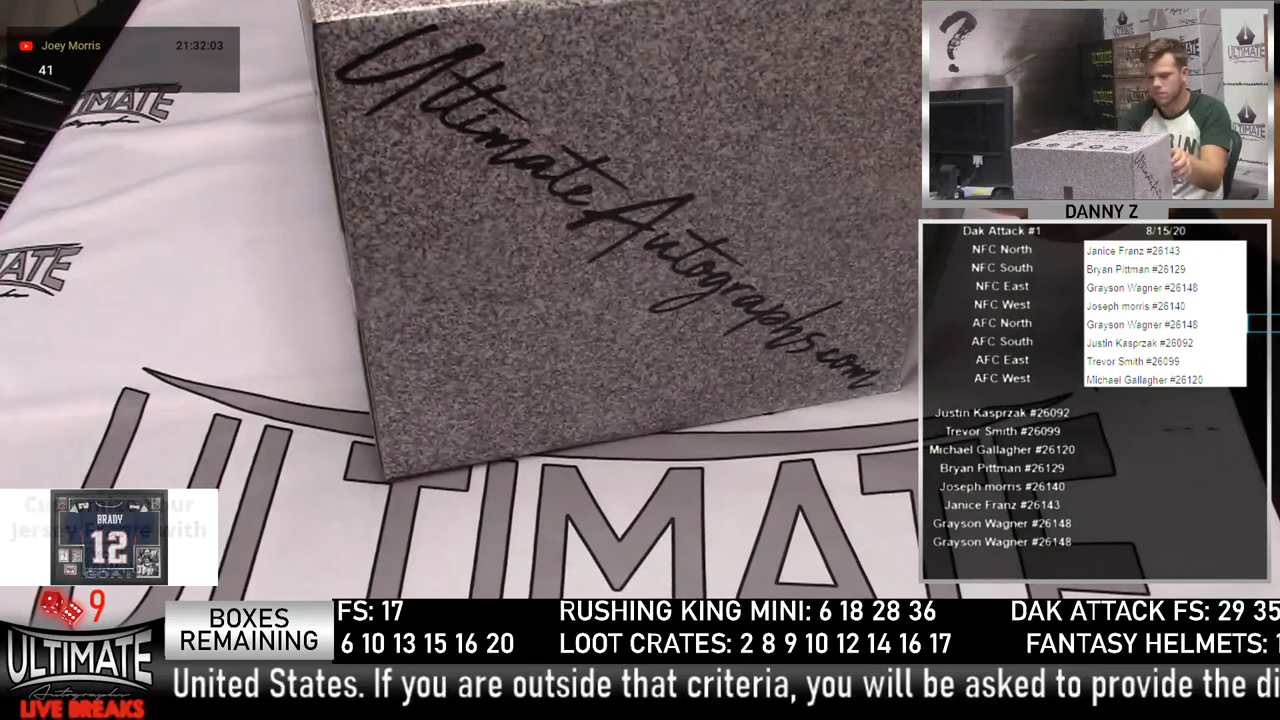 Joey Morris 21:32:03
41
ULTIMATE
UltimateAutographs.com
ULTIMATE
?
ULTIMATE
ULTIMATE
DANNY Z
Dak Attack #1 8/15/20
NFC North Janice Franz #26143
NFC South Bryan Pittman #26129
NFC East Grayson Wagner #26148
NFC West Joseph morris #26140
AFC North Grayson Wagner #26148
AFC South Justin Kasprzak #26092
AFC East Trevor Smith #26099
AFC West Michael Gallagher #26120
Justin Kasprzak #26092
Trevor Smith #26099
Michael Gallagher #26120
Bryan Pittman #26129
Joseph morris #26140
Janice Franz #26143
Grayson Wagner #26148
Grayson Wagner #26148
BRADY
12
GOAT
9
BOXES
REMAINING
FS: 17 RUSHING KING MINI: 6 18 28 36 DAK ATTACK FS: 29 35
6 10 13 15 16 20 LOOT CRATES: 2 8 9 10 12 14 16 17 FANTASY HELMETS: 1
ULTIMATE
Autographs
LIVE BREAKS
United States. If you are outside that criteria, you will be asked to provide the di